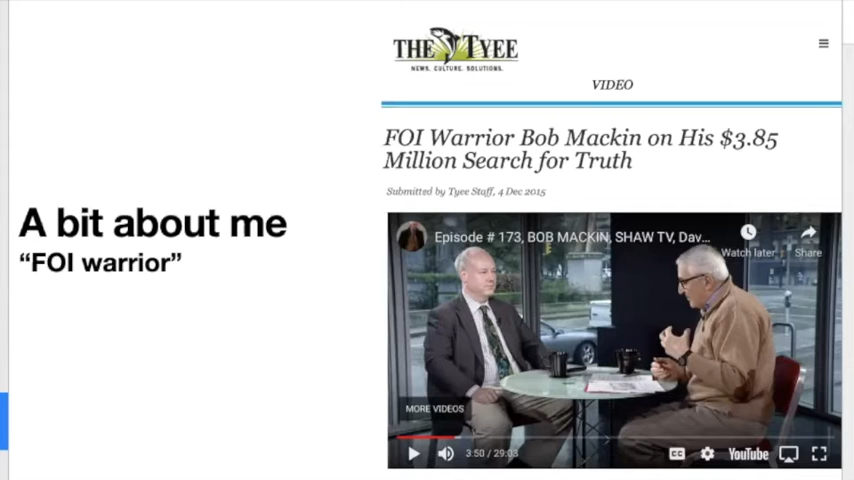 A bit about me
“FOI warrior”
THE TYEE
NEWS. CULTURE. SOLUTIONS.
VIDEO
FOI Warrior Bob Mackin on His $3.85
Million Search for Truth
Submitted by Tyee Staff, 4 Dec 2015
Episode # 173, BOB MACKIN, SHAW TV, Dav...
Watch later
Share
MORE VIDEOS
3:50 / 29:03
CC
YouTube